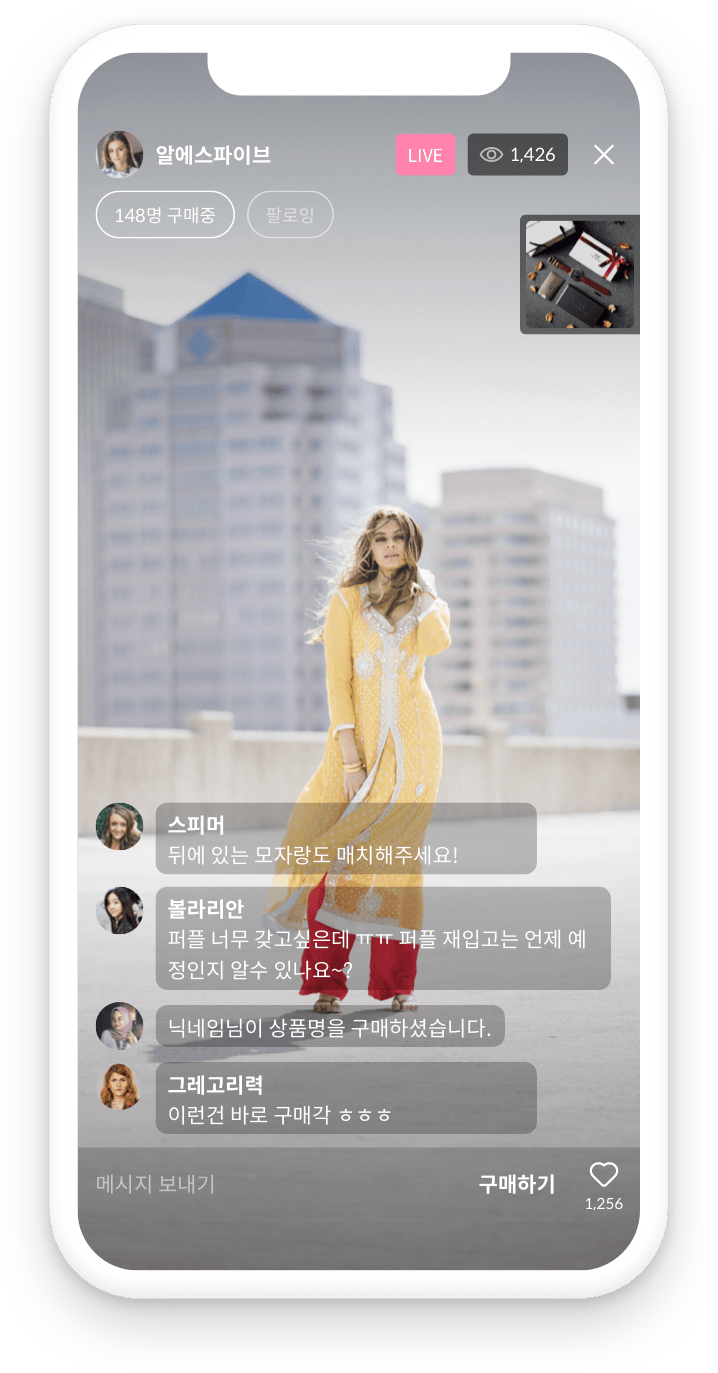 알에스파이브
LIVE
1,426
148명 구매중
팔로잉
스피머
뒤에 있는 모자랑도 매치해주세요!
볼라리안
퍼플 너무 갖고싶은데 ㅠㅠ 퍼플 재입고는 언제 예
정인지 알수 있나요~?
닉네임님이 상품명을 구매하셨습니다.
그레고리력
이런건 바로 구매각 ㅎㅎㅎ
메시지 보내기
구매하기
1,256